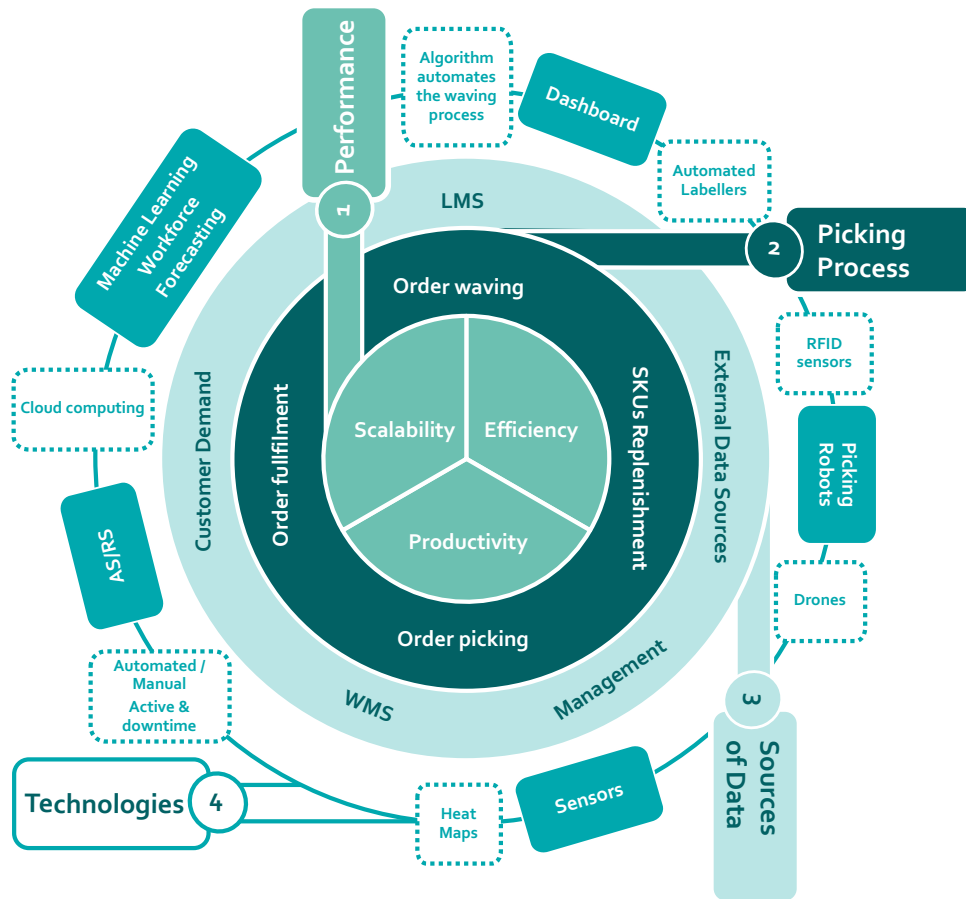 1
Performance
Algorithm
automates
the waving
process
Dashboard
Automated
Labellers
2
Picking
Process
RFID
sensors
Picking
Robots
Drones
3
Sources
of Data
Sensors
Heat
Maps
4
Technologies
Automated /
Manual
Active &
downtime
AS/RS
Cloud computing
Machine Learning
Workforce
Forecasting
LMS
External Data Sources
Management
WMS
Customer Demand
Order waving
SKUs Replenishment
Order picking
Order fullfilment
Scalability
Efficiency
Productivity